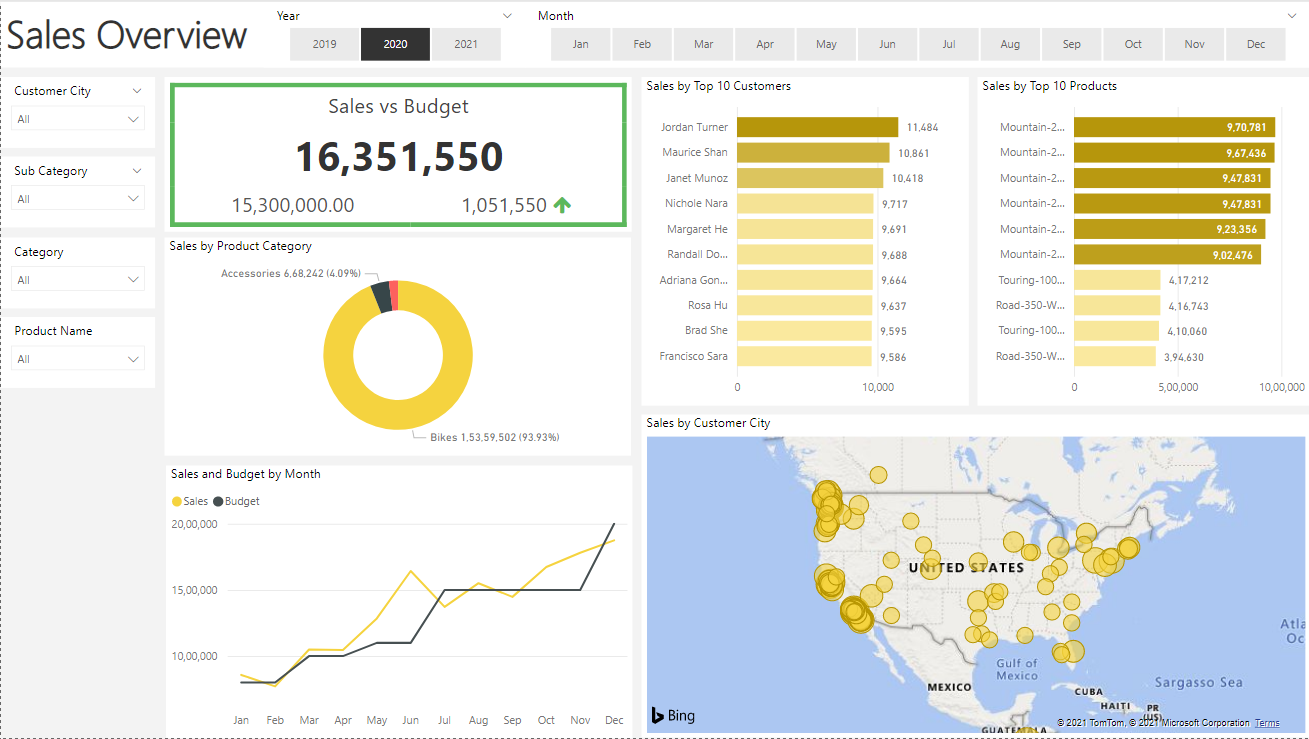 Sales Overview
Year
2019 2020 2021
Month
Jan Feb Mar Apr May Jun Jul Aug Sep Oct Nov Dec
Customer City
All
Sub Category
All
Category
All
Product Name
All
Sales vs Budget
16,351,550
15,300,000.00 1,051,550
Sales by Product Category
Accessories 6,68,242 (4.09%)
Bikes 1,53,59,502 (93.93%)
Sales and Budget by Month
Sales Budget
20,00,000
15,00,000
10,00,000
Jan Feb Mar Apr May Jun Jul Aug Sep Oct Nov Dec
Sales by Top 10 Customers
Jordan Turner 11,484
Maurice Shan 10,861
Janet Munoz 10,418
Nichole Nara 9,717
Margaret He 9,691
Randall Do... 9,688
Adriana Gon... 9,664
Rosa Hu 9,637
Brad She 9,595
Francisco Sara 9,586
0 10,000
Sales by Top 10 Products
Mountain-2... 9,70,781
Mountain-2... 9,67,436
Mountain-2... 9,47,831
Mountain-2... 9,47,831
Mountain-2... 9,23,356
Mountain-2... 9,02,476
Touring-100... 4,17,212
Road-350-W... 4,16,743
Touring-100... 4,10,060
Road-350-W... 3,94,630
0 5,00,000 10,00,000
Sales by Customer City
UNITED STATES
Atla
Oc
Gulf of
Mexico
Sargasso Sea
MEXICO
CUBA
HAITI PR
(US)
GUATEMALA
Bing
© 2021 TomTom, © 2021 Microsoft Corporation Terms